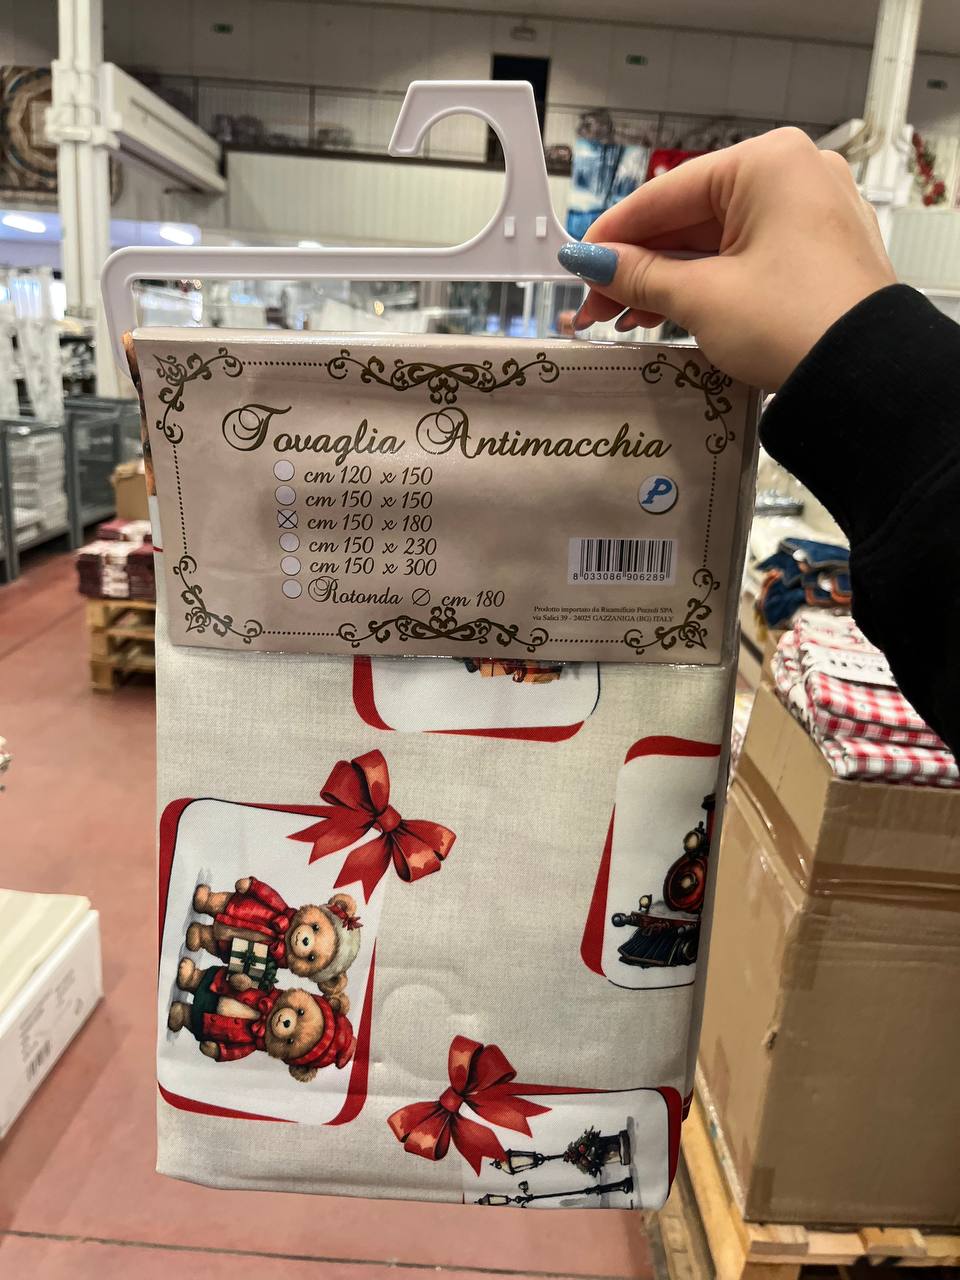 Tovaglia Antimacchia
cm 120 x 150
cm 150 x 150
cm 150 x 180
cm 150 x 230
cm 150 x 300
Rotonda Ø cm 180
P
8 033086 906289
Prodotto importato da Ricamificio Pezzoli SPA
via Salici 39 - 24025 GAZZANIGA (BG) ITALY